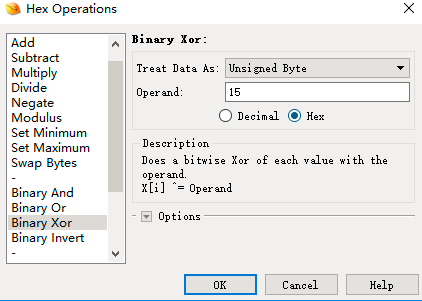 Hex Operations
Add
Subtract
Multiply
Divide
Negate
Modulus
Set Minimum
Set Maximum
Swap Bytes
-
Binary And
Binary Or
Binary Xor
Binary Invert
-
Binary Xor:
Treat Data As: Unsigned Byte
Operand: 15
Decimal Hex
Description
Does a bitwise Xor of each value with the
operand.
X[i] ^= Operand
Options
OK Cancel Help